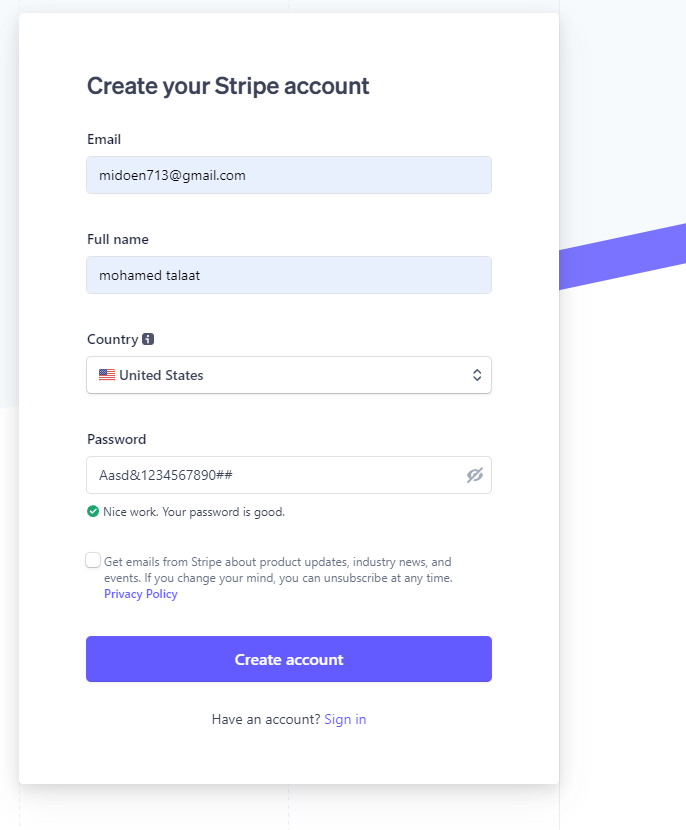 Create your Stripe account
Email
midoen713@gmail.com
Full name
mohamed talaat
Country
United States
Password
Aasd&1234567890##
Nice work. Your password is good.
Get emails from Stripe about product updates, industry news, and
events. If you change your mind, you can unsubscribe at any time.
Privacy Policy
Create account
Have an account? Sign in